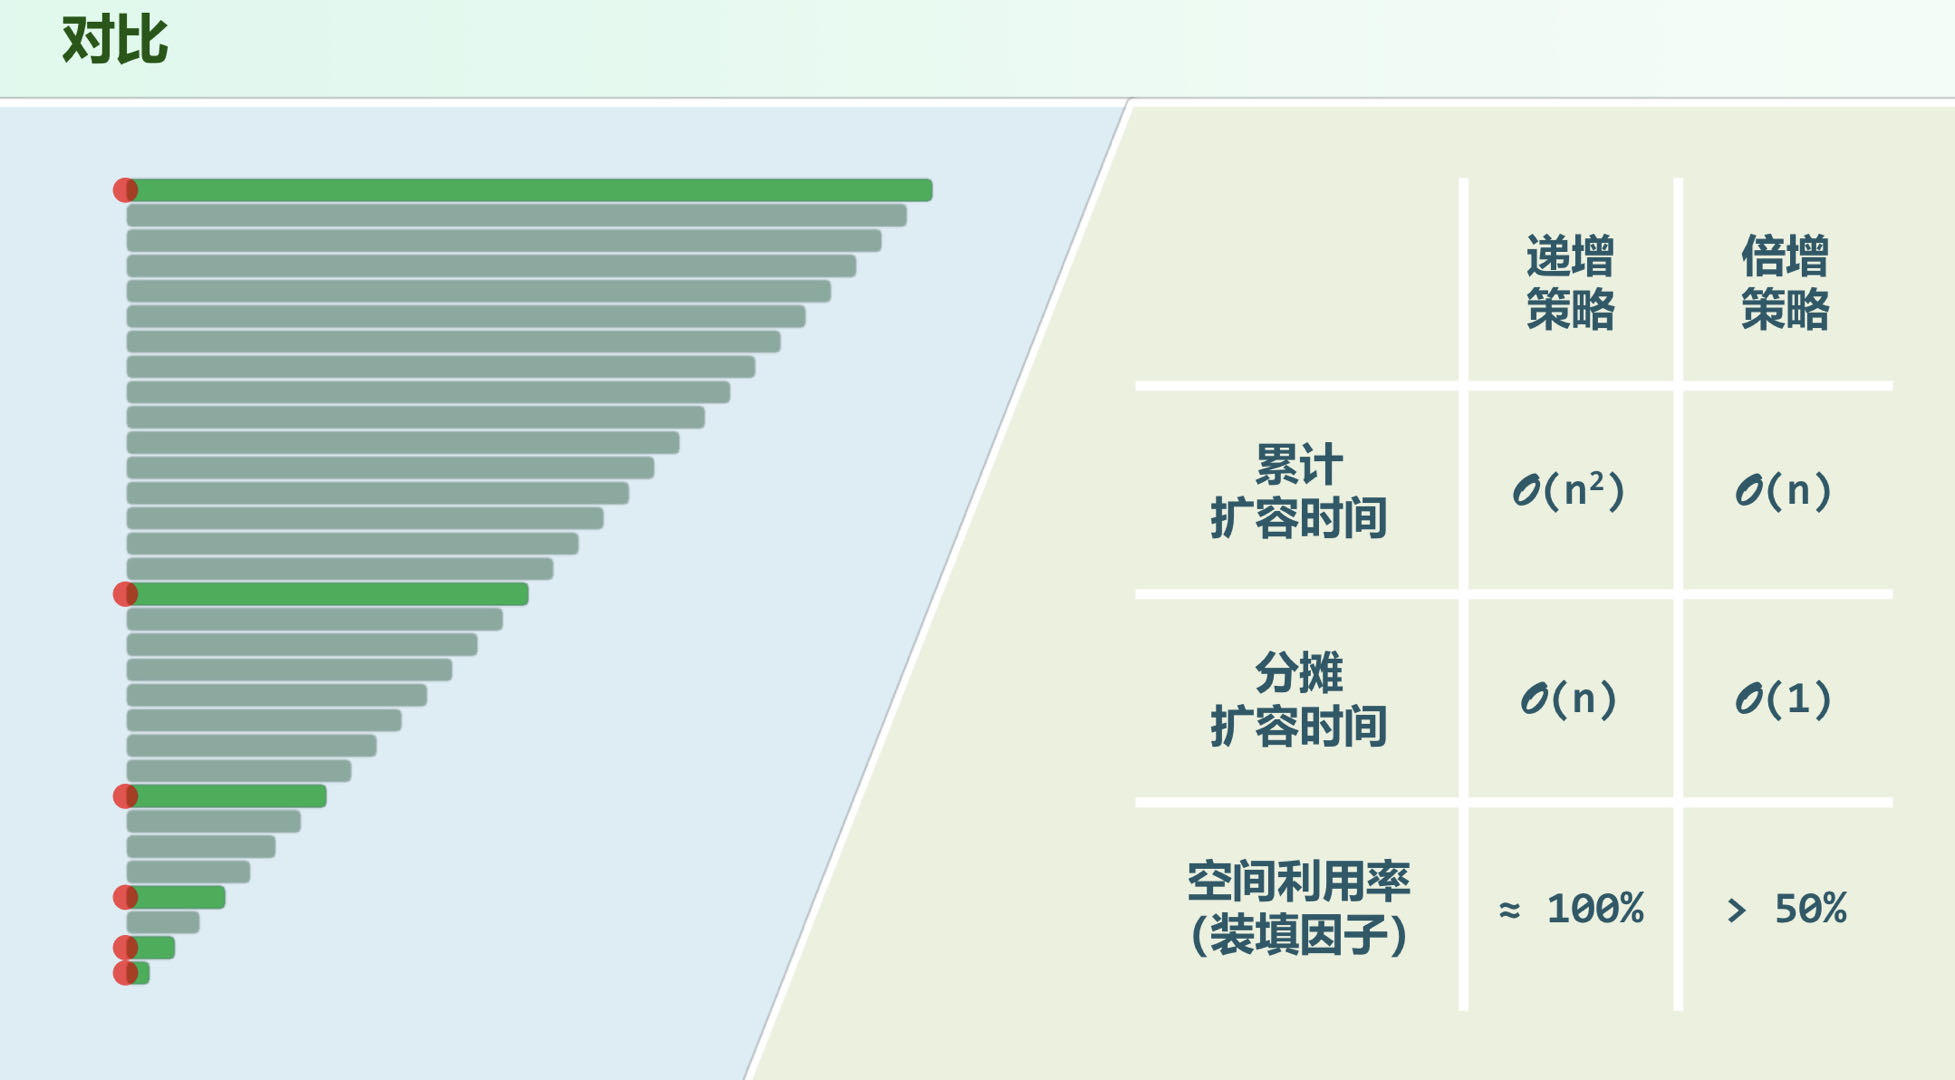 对比
递增
策略
倍增
策略
累计
扩容时间
𝒪(n²)
𝒪(n)
分摊
扩容时间
𝒪(n)
𝒪(1)
空间利用率
(装填因子)
≈ 100%
> 50%